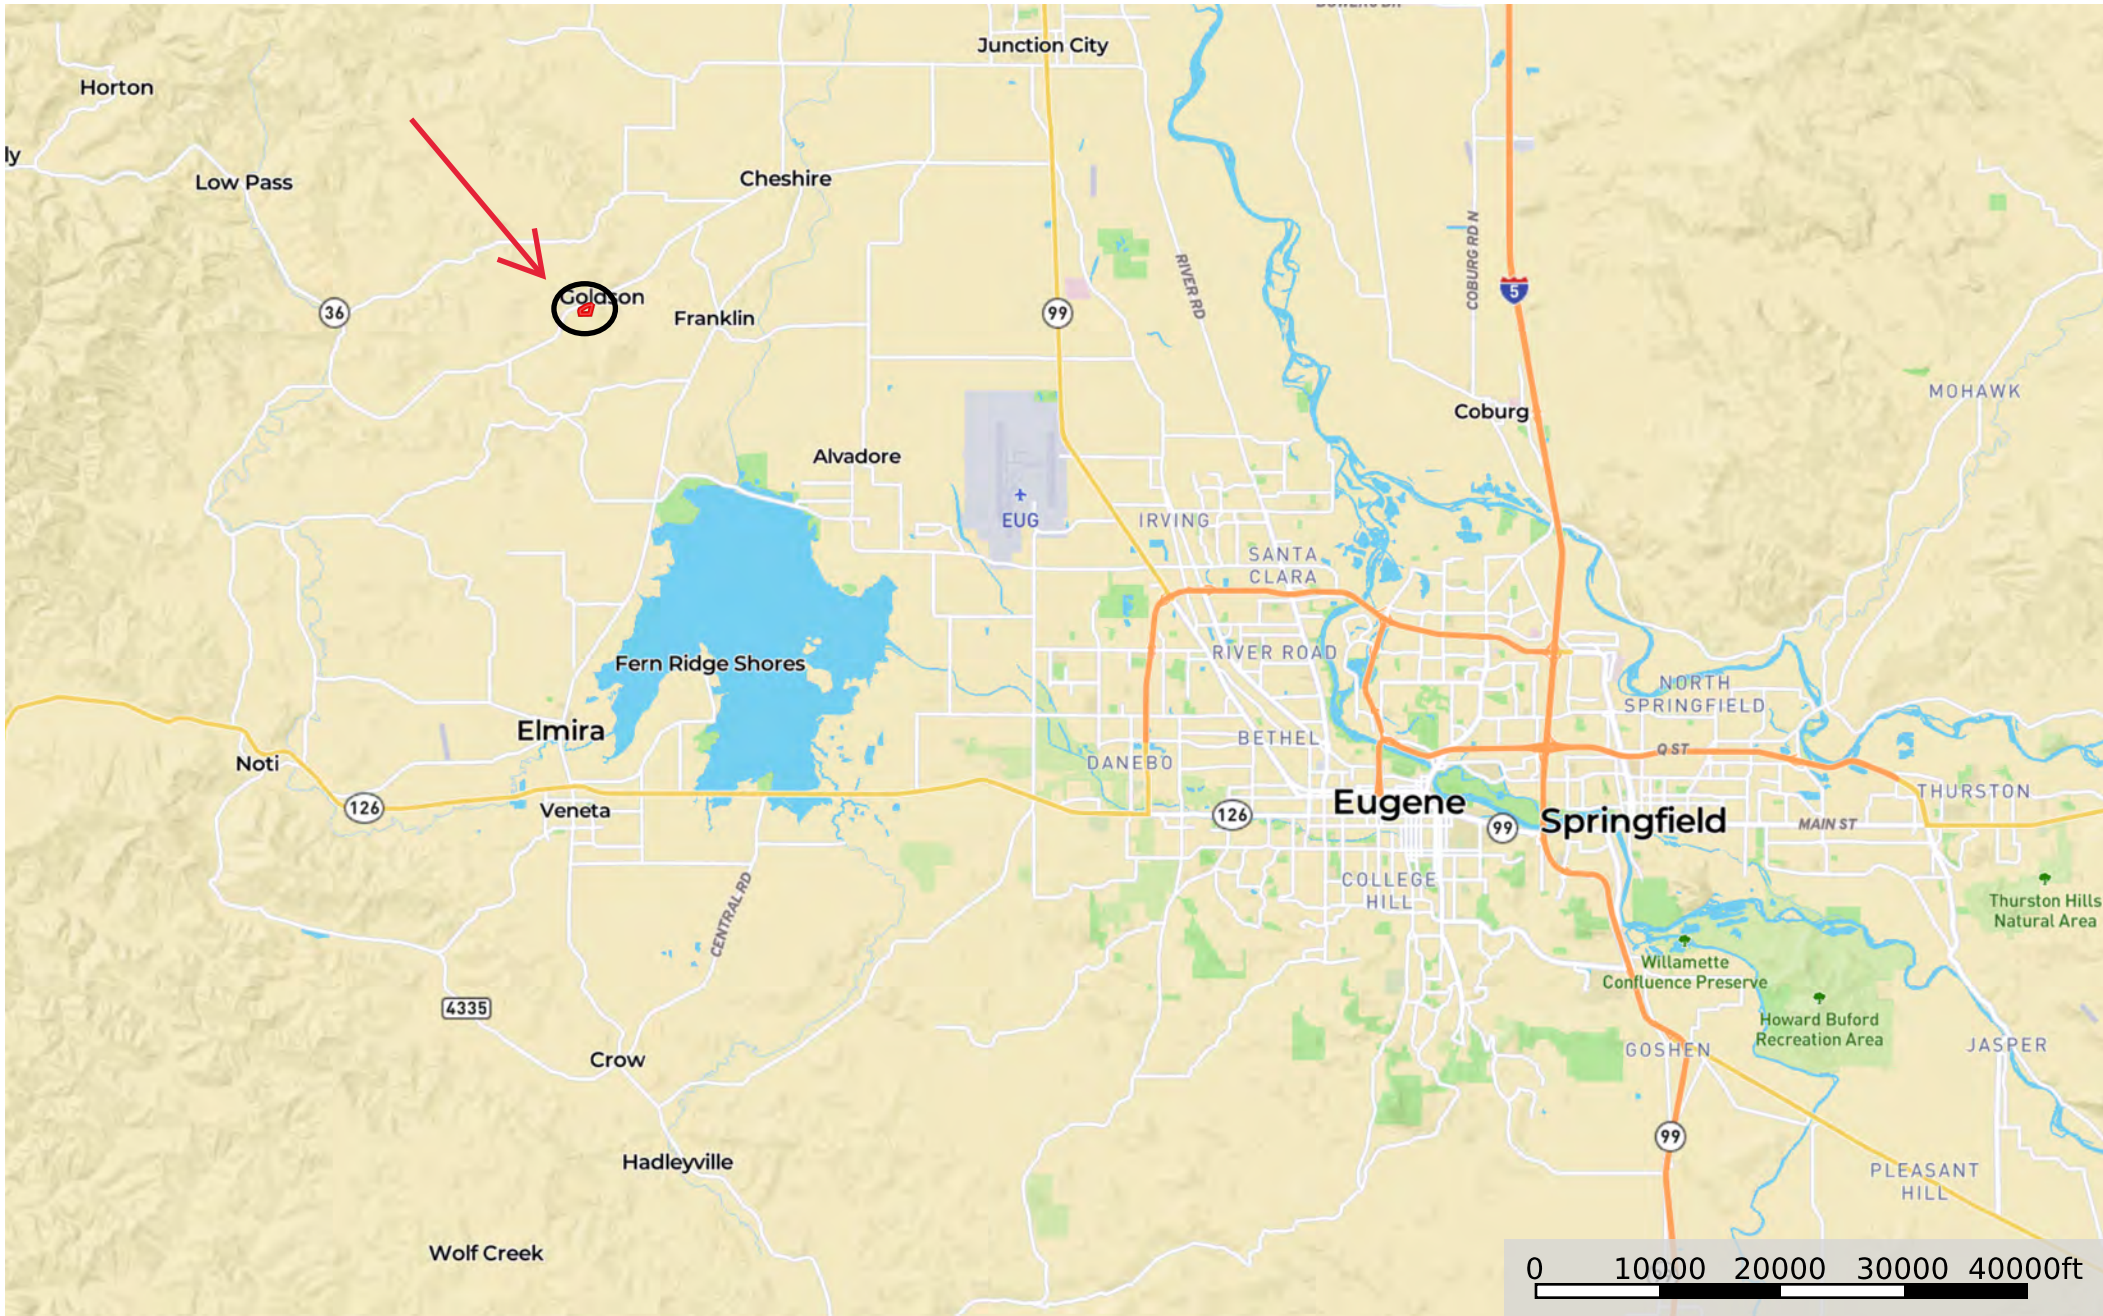 Junction City
Horton
ly
Low Pass
Cheshire
COBURG RD N
RIVER RD
Goldson
5
36
99
Franklin
MOHAWK
Coburg
Alvadore
EUG
IRVING
SANTA
CLARA
RIVER ROAD
Fern Ridge Shores
NORTH
SPRINGFIELD
Elmira
BETHEL
Q ST
Noti
DANEBO
THURSTON
126
Veneta
126
Eugene
99
Springfield
MAIN ST
COLLEGE
HILL
CENTRAL RD
Thurston Hills
Natural Area
Willamette
Confluence Preserve
4335
Howard Buford
Recreation Area
GOSHEN
JASPER
Crow
99
Hadleyville
PLEASANT
HILL
Wolf Creek
0 10000 20000 30000 40000ft